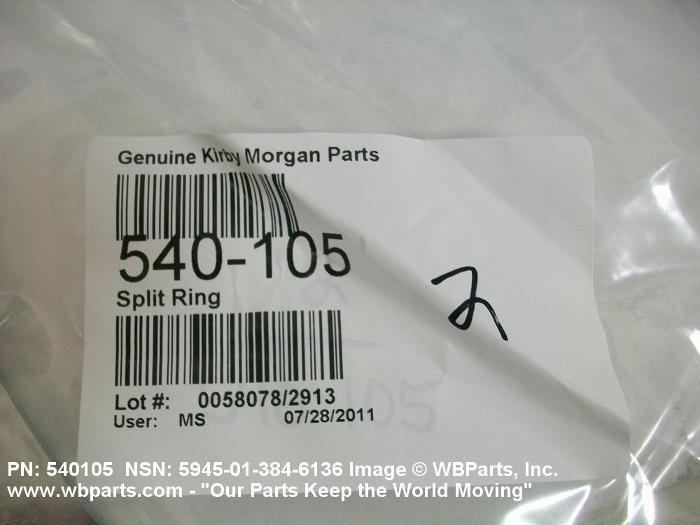 Genuine Kirby Morgan Parts
540-105
2
Split Ring
Lot #: 0058078/2913
User: MS 07/28/2011
PN: 540105 NSN: 5945-01-384-6136 Image © WBParts, Inc.
www.wbparts.com - "Our Parts Keep the World Moving"